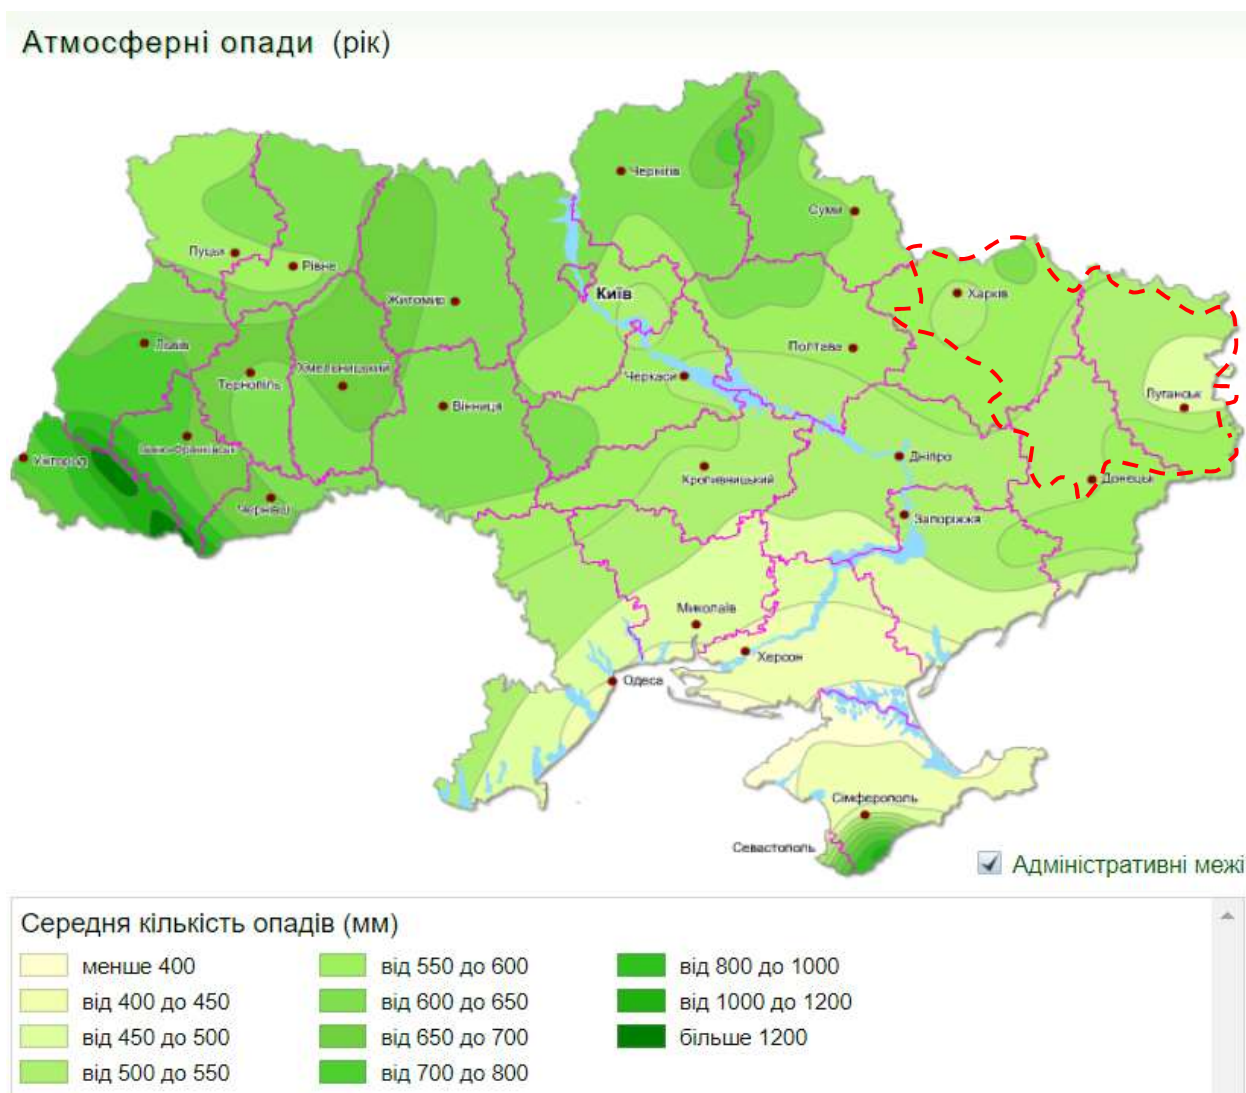 Атмосферні опади (рік)
Чернігів
Суми
Луцьк
Рівне
Київ
Харків
Житомир
Львів
Полтава
Хмельницький
Тернопіль
Черкаси
Луганськ
Вінниця
Івано-Франківськ
Ужгород
Дніпро
Кропивницький
Донецьк
Чернівці
Запоріжжя
Миколаїв
Херсон
Одеса
Сімферополь
Севастополь
Адміністративні межі
Середня кількість опадів (мм)
менше 400
від 400 до 450
від 450 до 500
від 500 до 550
від 550 до 600
від 600 до 650
від 650 до 700
від 700 до 800
від 800 до 1000
від 1000 до 1200
більше 1200